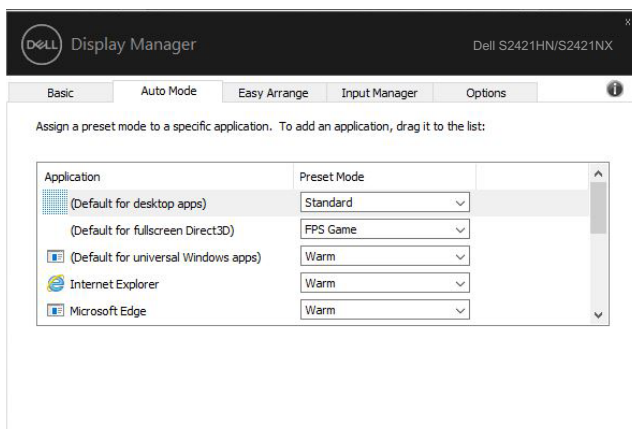 x
DELL Display Manager Dell S2421HN/S2421NX
Basic Auto Mode Easy Arrange Input Manager Options i
Assign a preset mode to a specific application. To add an application, drag it to the list:
Application Preset Mode
(Default for desktop apps) Standard
(Default for fullscreen Direct3D) FPS Game
(Default for universal Windows apps) Warm
Internet Explorer Warm
Microsoft Edge Warm